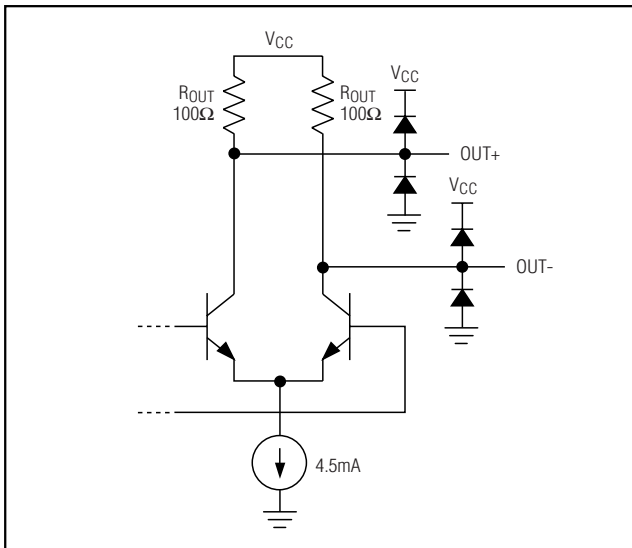 VCC
ROUT
100Ω
ROUT
100Ω
VCC
OUT+
VCC
OUT-
4.5mA